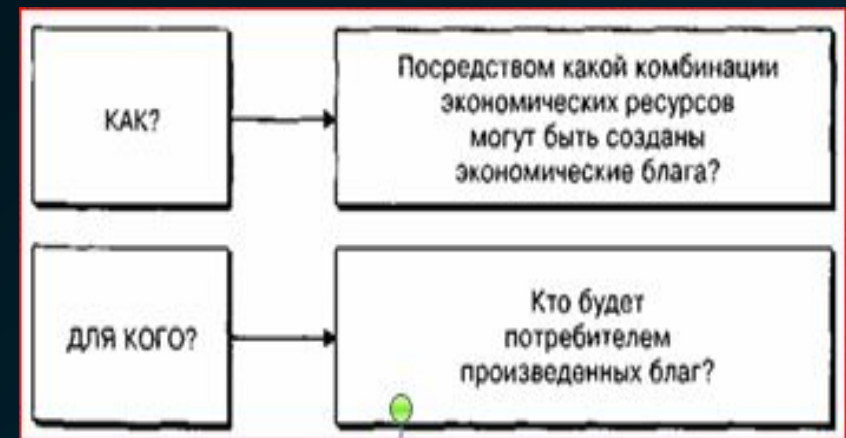 КАК?
Посредством какой комбинации
экономических ресурсов
могут быть созданы
экономические блага?
ДЛЯ КОГО?
Кто будет
потребителем
произведенных благ?